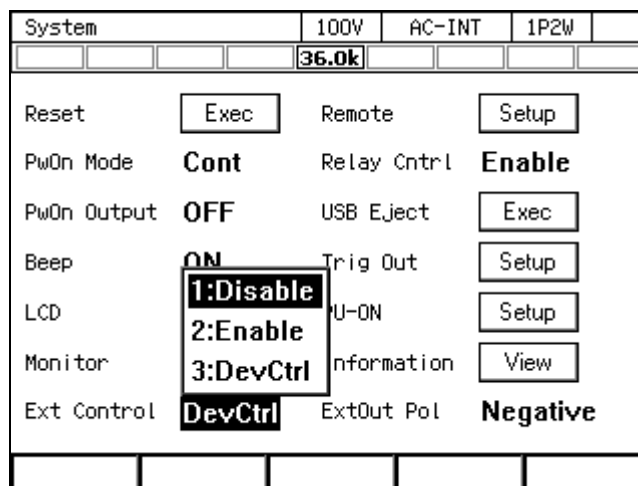 System 100V AC-INT 1P2W
36.0k
Reset Exec Remote Setup
PwOn Mode Cont Relay Cntrl Enable
PwOn Output OFF USB Eject Exec
Beep ON Trig Out Setup
1:Disable
LCD PU-ON Setup
2:Enable
Monitor Information View
3:DevCtrl
Ext Control DevCtrl ExtOut Pol Negative